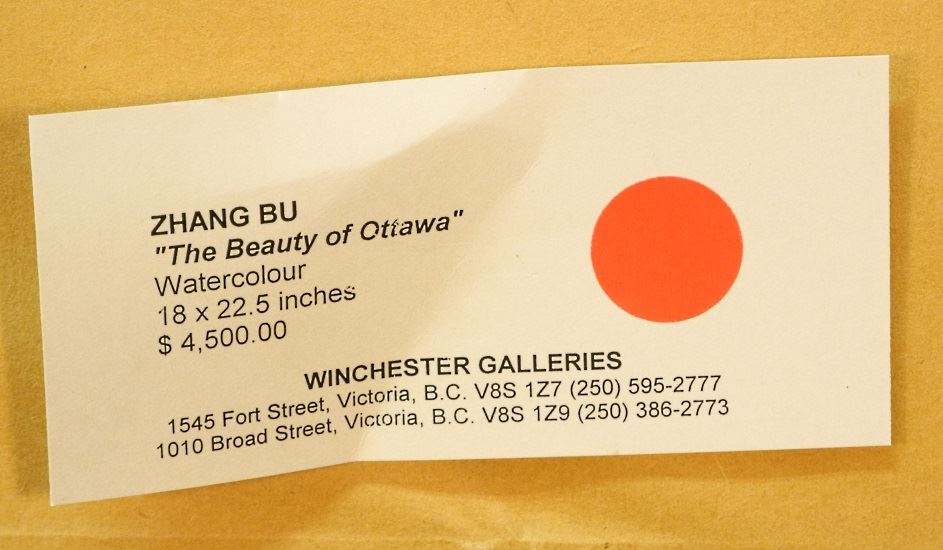 ZHANG BU
"The Beauty of Ottawa"
Watercolour
18 x 22.5 inches
$ 4,500.00
WINCHESTER GALLERIES
1545 Fort Street, Victoria, B.C. V8S 1Z7 (250) 595-2777
1010 Broad Street, Victoria, B.C. V8S 1Z9 (250) 386-2773